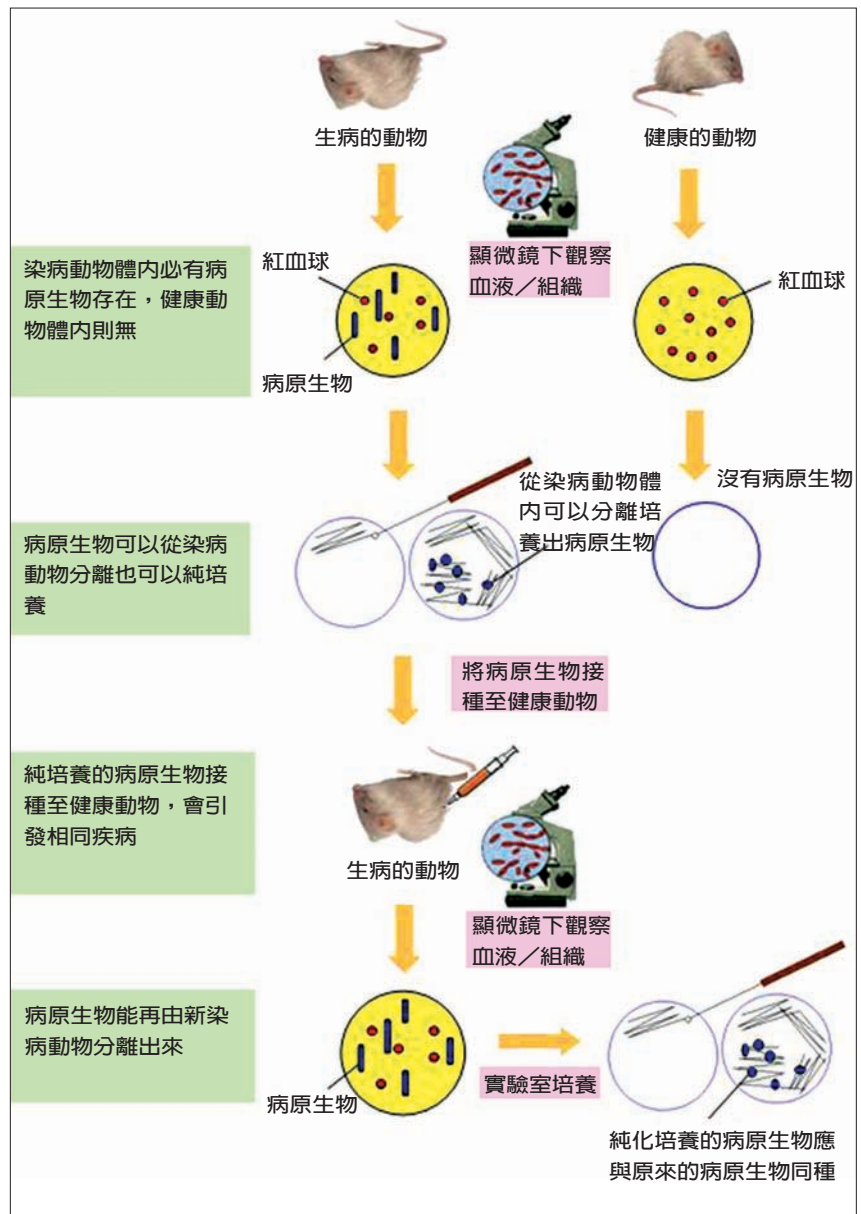 生病的動物
健康的動物
顯微鏡下觀察
血液／組織
染病動物體內必有病
原生物存在，健康動
物體內則無
紅血球
病原生物
紅血球
從染病動物體
內可以分離培
養出病原生物
沒有病原生物
病原生物可以從染病
動物分離也可以純培
養
將病原生物接
種至健康動物
純培養的病原生物接
種至健康動物，會引
發相同疾病
生病的動物
顯微鏡下觀察
血液／組織
病原生物能再由新染
病動物分離出來
病原生物
實驗室培養
純化培養的病原生物應
與原來的病原生物同種